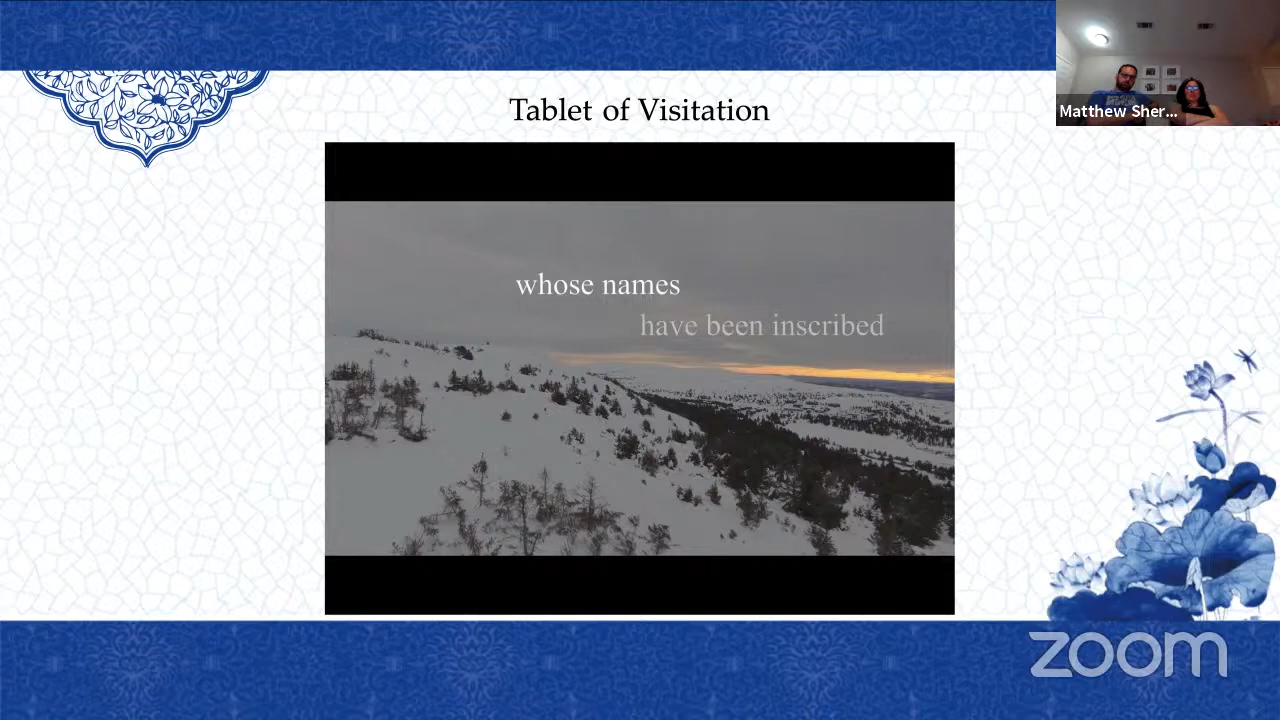 Tablet of Visitation
Matthew Sher...
whose names
have been inscribed
zoom